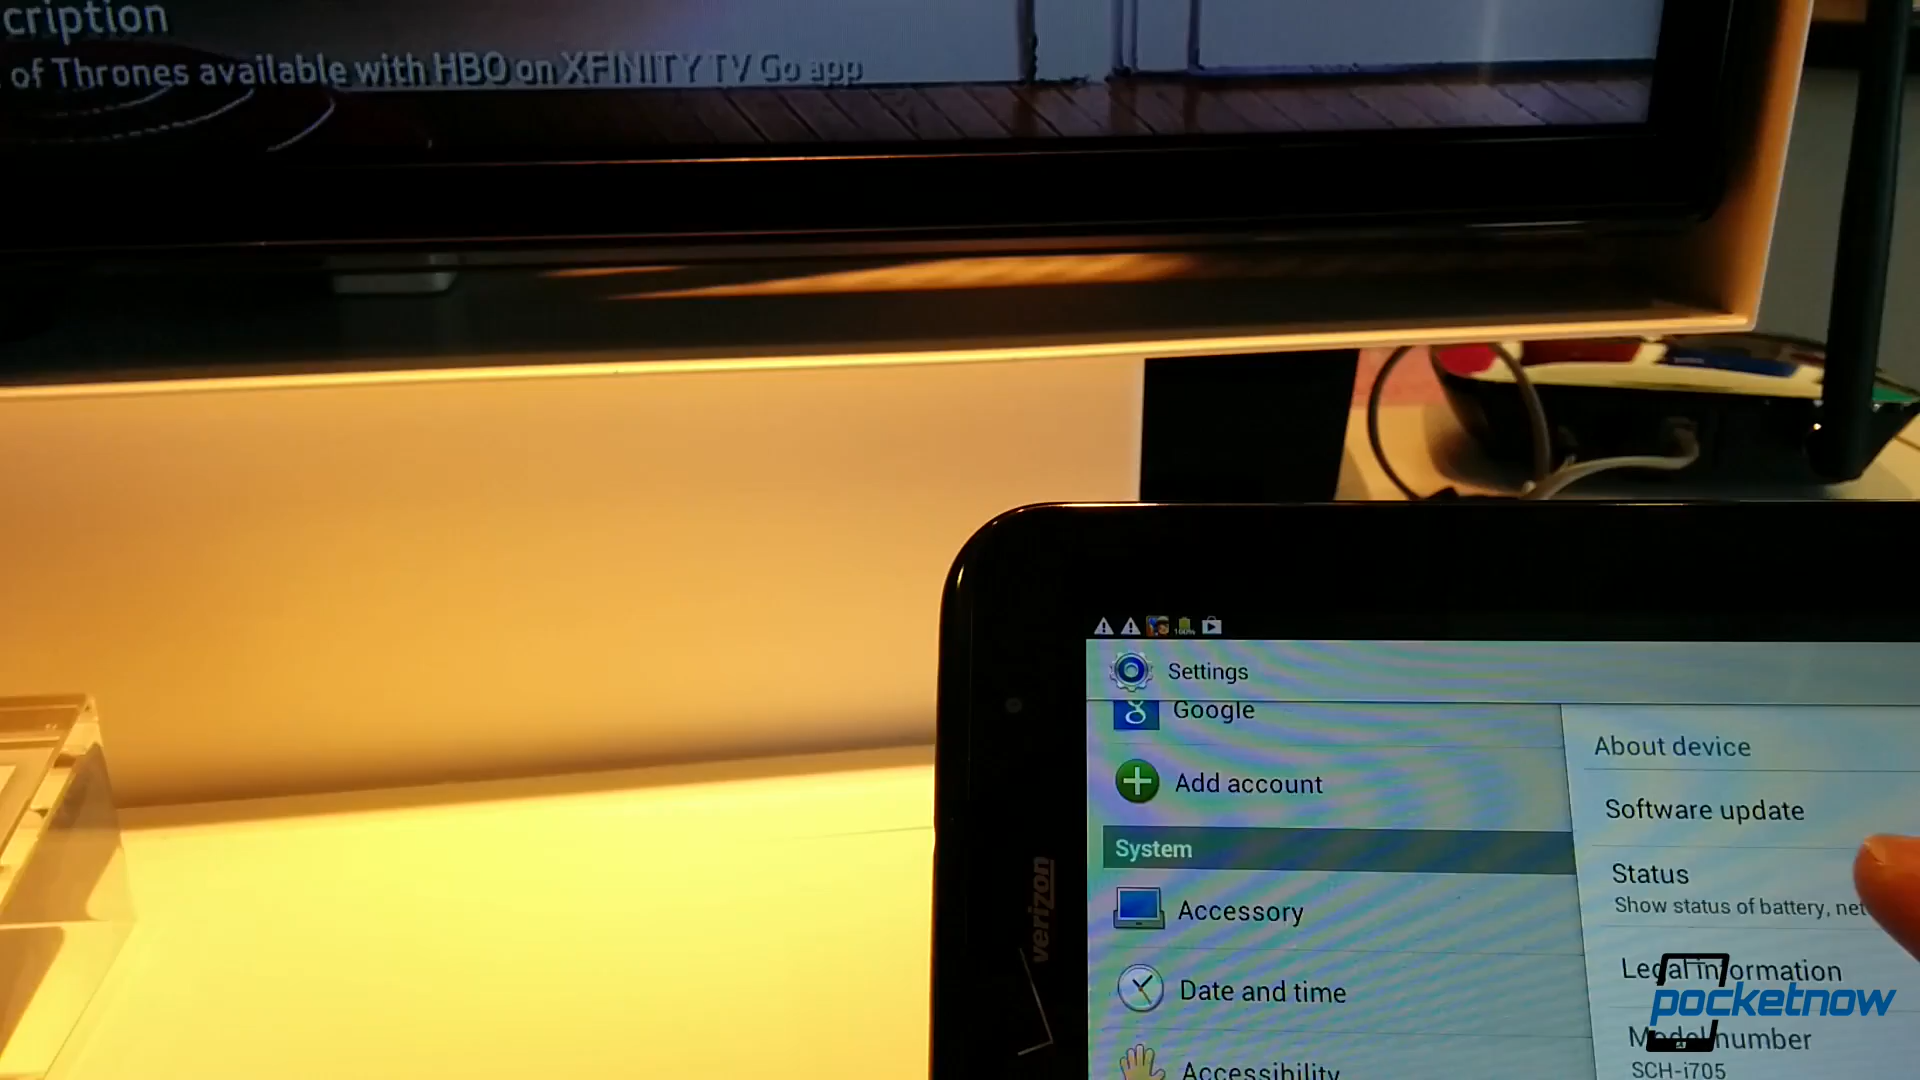 cription
of Thrones available with HBO on XFINITY TV Go app
100%
Settings
Google
Add account
System
Accessory
Date and time
Accessibility
About device
Software update
Status
Show status of battery, net
Legal information
Model number
SCH-i705
verizon
pocketnow